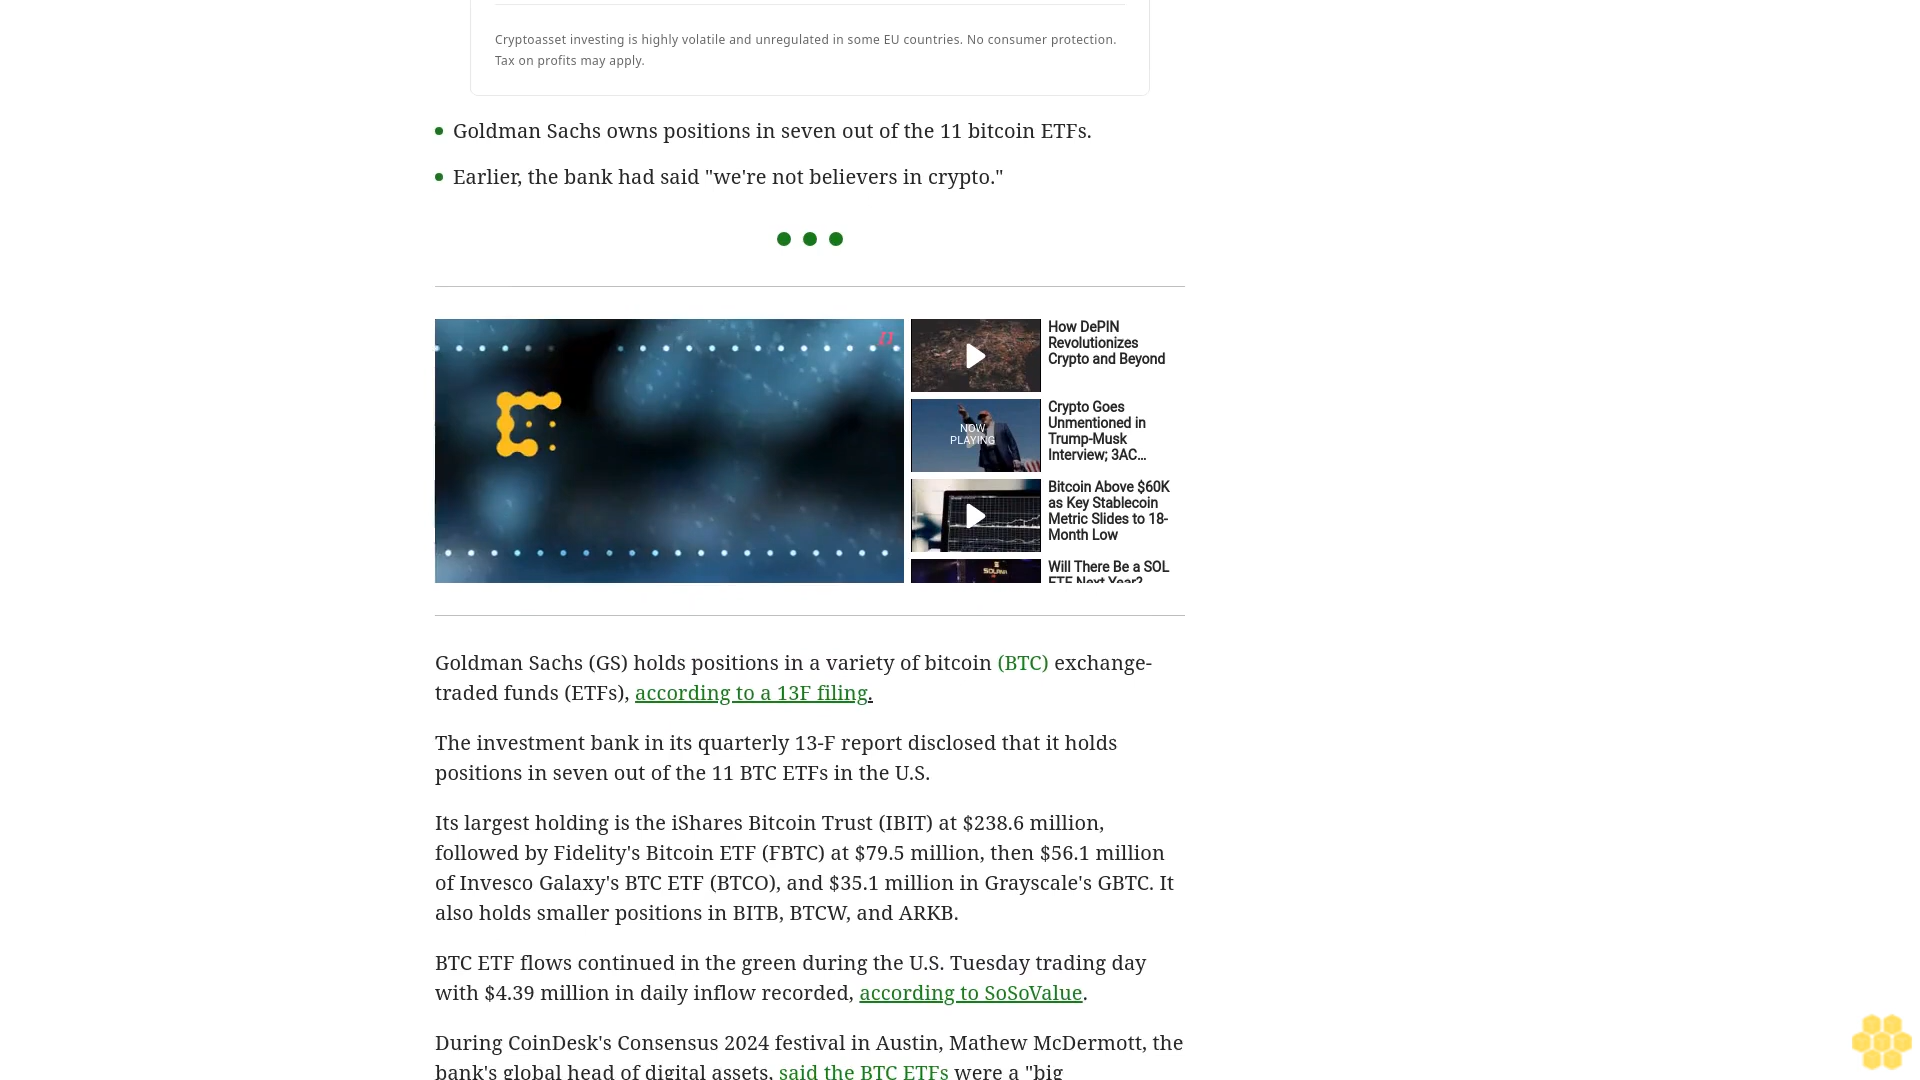 Cryptoasset investing is highly volatile and unregulated in some EU countries. No consumer protection.
Tax on profits may apply.
Goldman Sachs owns positions in seven out of the 11 bitcoin ETFs.
Earlier, the bank had said "we're not believers in crypto."
How DePIN
Revolutionizes
Crypto and Beyond
NOW
PLAYING
Crypto Goes
Unmentioned in
Trump-Musk
Interview; 3AC...
Bitcoin Above $60K
as Key Stablecoin
Metric Slides to 18-
Month Low
SOLANA
Will There Be a SOL
ETF Next Year?
Goldman Sachs (GS) holds positions in a variety of bitcoin (BTC) exchange-
traded funds (ETFs), according to a 13F filing.
The investment bank in its quarterly 13-F report disclosed that it holds
positions in seven out of the 11 BTC ETFs in the U.S.
Its largest holding is the iShares Bitcoin Trust (IBIT) at $238.6 million,
followed by Fidelity's Bitcoin ETF (FBTC) at $79.5 million, then $56.1 million
of Invesco Galaxy's BTC ETF (BTCO), and $35.1 million in Grayscale's GBTC. It
also holds smaller positions in BITB, BTCW, and ARKB.
BTC ETF flows continued in the green during the U.S. Tuesday trading day
with $4.39 million in daily inflow recorded, according to SoSoValue.
During CoinDesk's Consensus 2024 festival in Austin, Mathew McDermott, the
bank's global head of digital assets, said the BTC ETFs were a "big